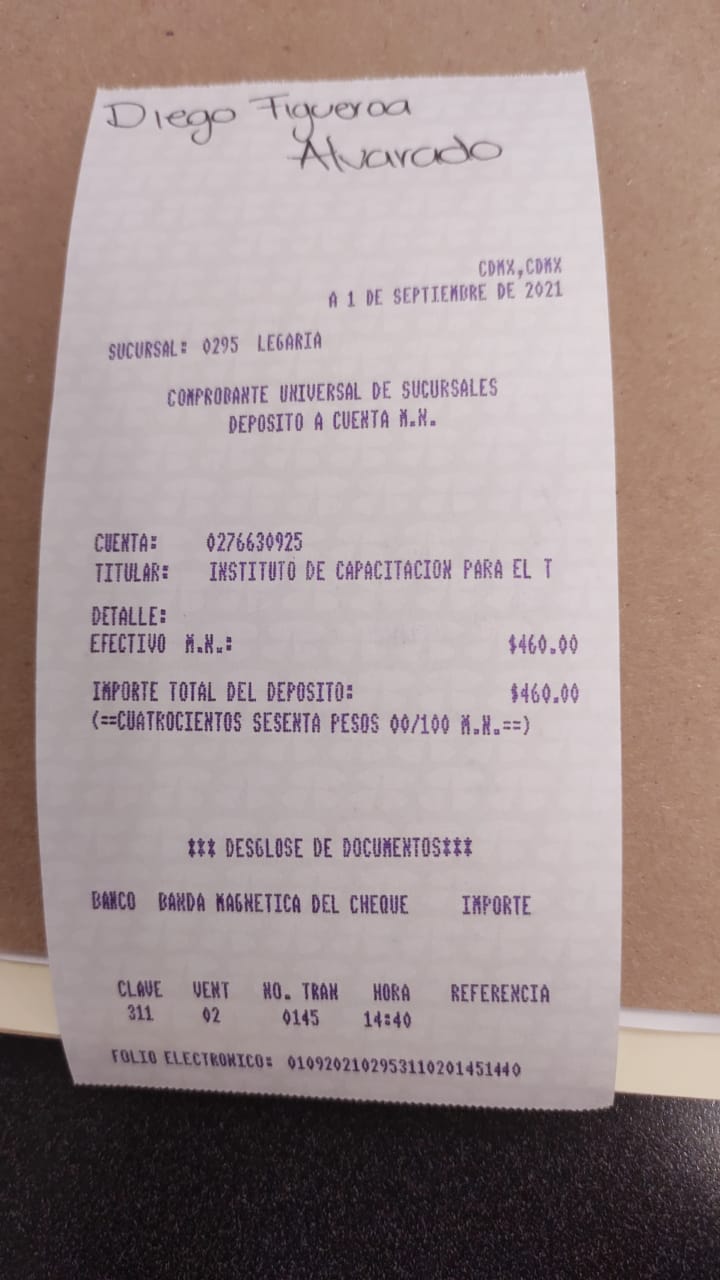 Diego Figueroa
Alvarado
CDMX,CDMX
A 1 DE SEPTIEMBRE DE 2021
SUCURSAL: 0295 LEGARIA
COMPROBANTE UNIVERSAL DE SUCURSALES
DEPOSITO A CUENTA M.N.
CUENTA: 0276630925
TITULAR: INSTITUTO DE CAPACITACION PARA EL T
DETALLE:
EFECTIVO M.N.: $460.00
IMPORTE TOTAL DEL DEPOSITO: $460.00
(==CUATROCIENTOS SESENTA PESOS 00/100 M.N.==)
*** DESGLOSE DE DOCUMENTOS***
BANCO BANDA MAGNETICA DEL CHEQUE IMPORTE
CLAVE VENT NO. TRAN HORA REFERENCIA
311 02 0145 14:40
FOLIO ELECTRONICO: 0109202102953110201451440